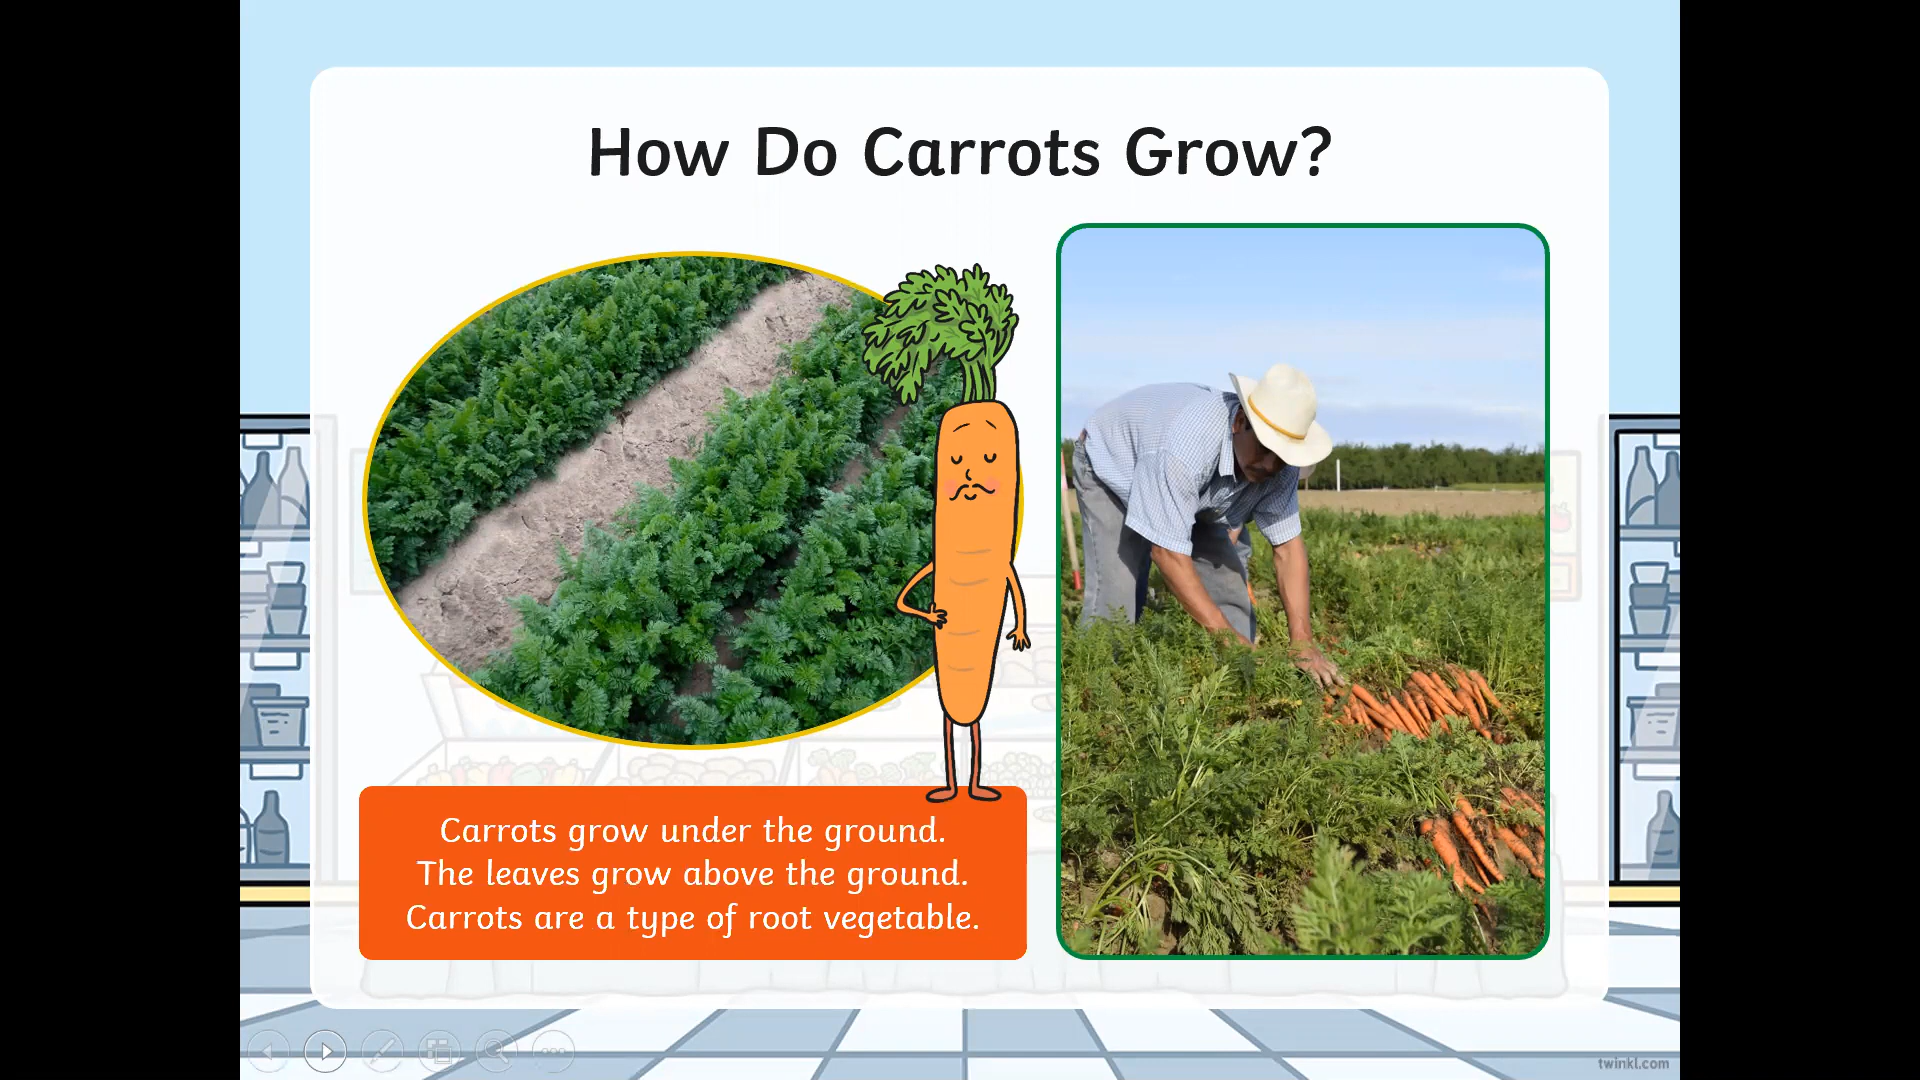 How Do Carrots Grow?
Carrots grow under the ground.
The leaves grow above the ground.
Carrots are a type of root vegetable.
twinkl.com